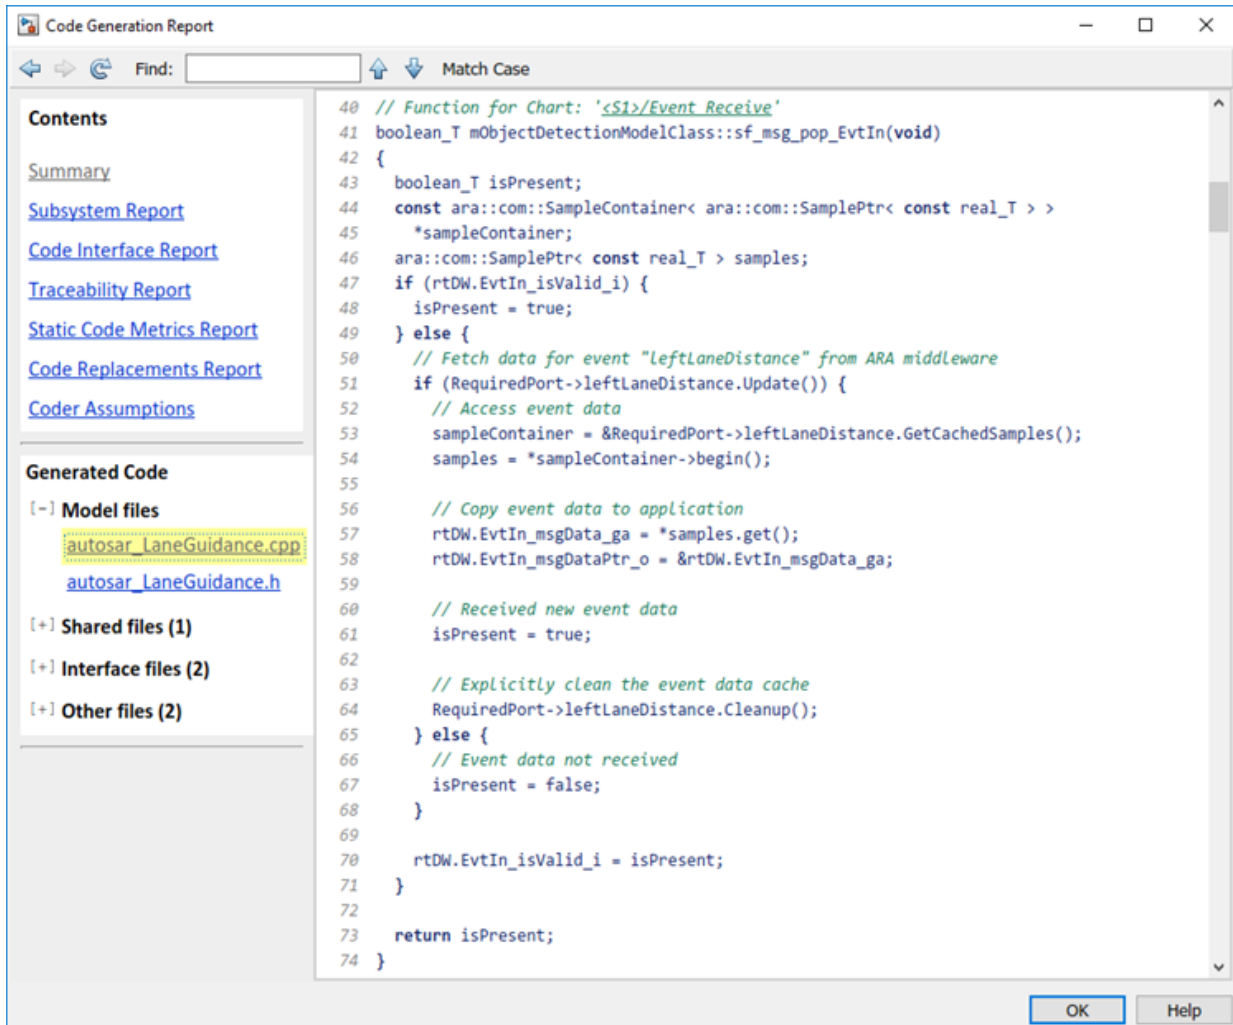 Code Generation Report
Find:
Match Case
Contents
Summary
Subsystem Report
Code Interface Report
Traceability Report
Static Code Metrics Report
Code Replacements Report
Coder Assumptions
Generated Code
[-] Model files
autosar_LaneGuidance.cpp
autosar_LaneGuidance.h
[+] Shared files (1)
[+] Interface files (2)
[+] Other files (2)
40 // Function for Chart: '<S1>/Event Receive'
41 boolean_T mObjectDetectionModelClass::sf_msg_pop_EvtIn(void)
42 {
43 boolean_T isPresent;
44 const ara::com::SampleContainer< ara::com::SamplePtr< const real_T > >
45 *sampleContainer;
46 ara::com::SamplePtr< const real_T > samples;
47 if (rtDW.EvtIn_isValid_i) {
48 isPresent = true;
49 } else {
50 // Fetch data for event "leftLaneDistance" from ARA middleware
51 if (RequiredPort->leftLaneDistance.Update()) {
52 // Access event data
53 sampleContainer = &RequiredPort->leftLaneDistance.GetCachedSamples();
54 samples = *sampleContainer->begin();
55
56 // Copy event data to application
57 rtDW.EvtIn_msgData_ga = *samples.get();
58 rtDW.EvtIn_msgDataPtr_o = &rtDW.EvtIn_msgData_ga;
59
60 // Received new event data
61 isPresent = true;
62
63 // Explicitly clean the event data cache
64 RequiredPort->leftLaneDistance.Cleanup();
65 } else {
66 // Event data not received
67 isPresent = false;
68 }
69
70 rtDW.EvtIn_isValid_i = isPresent;
71 }
72
73 return isPresent;
74 }
OK
Help